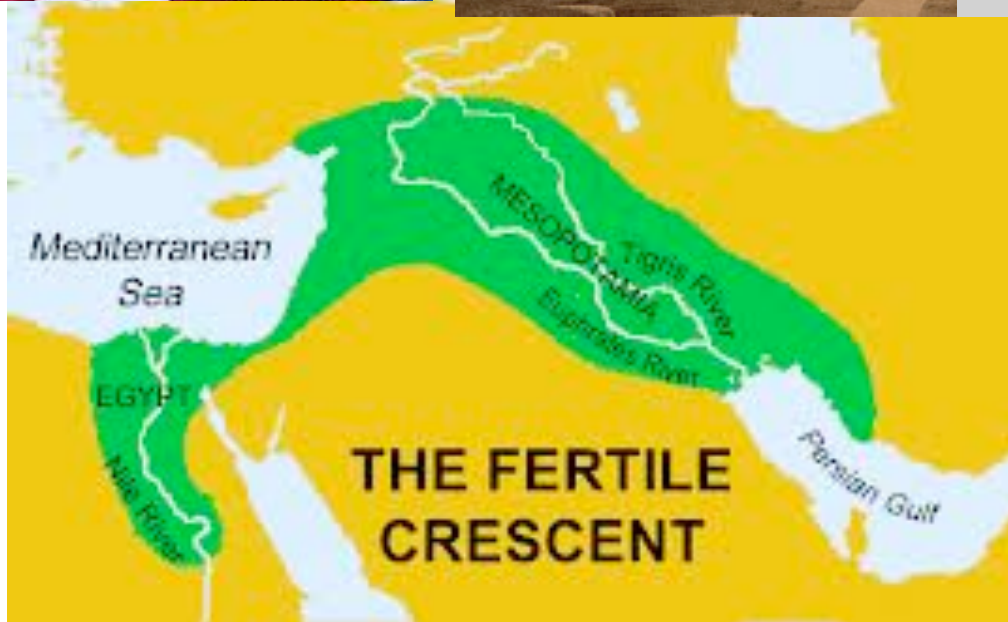 Mediterranean
Sea
MESOPOTAMIA
Tigris River
Euphrates River
EGYPT
Nile River
Persian Gulf
THE FERTILE
CRESCENT